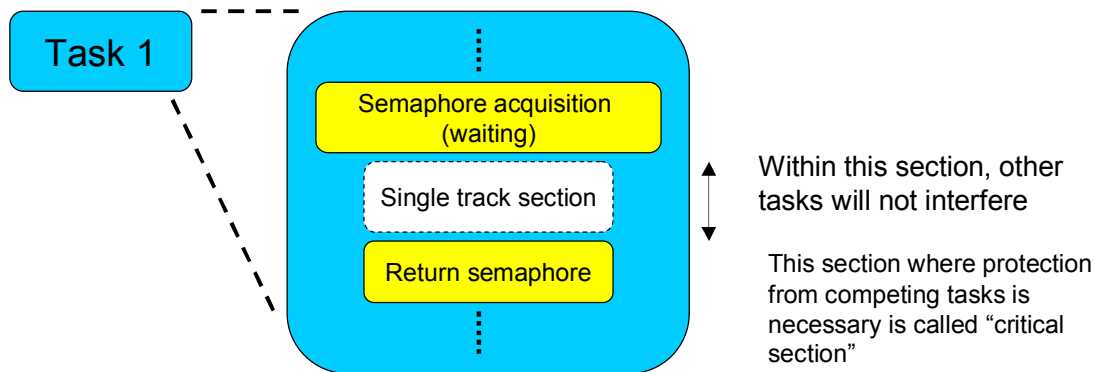 Task 1
Semaphore acquisition
(waiting)
Single track section
Return semaphore
Within this section, other
tasks will not interfere
This section where protection
from competing tasks is
necessary is called “critical
section”